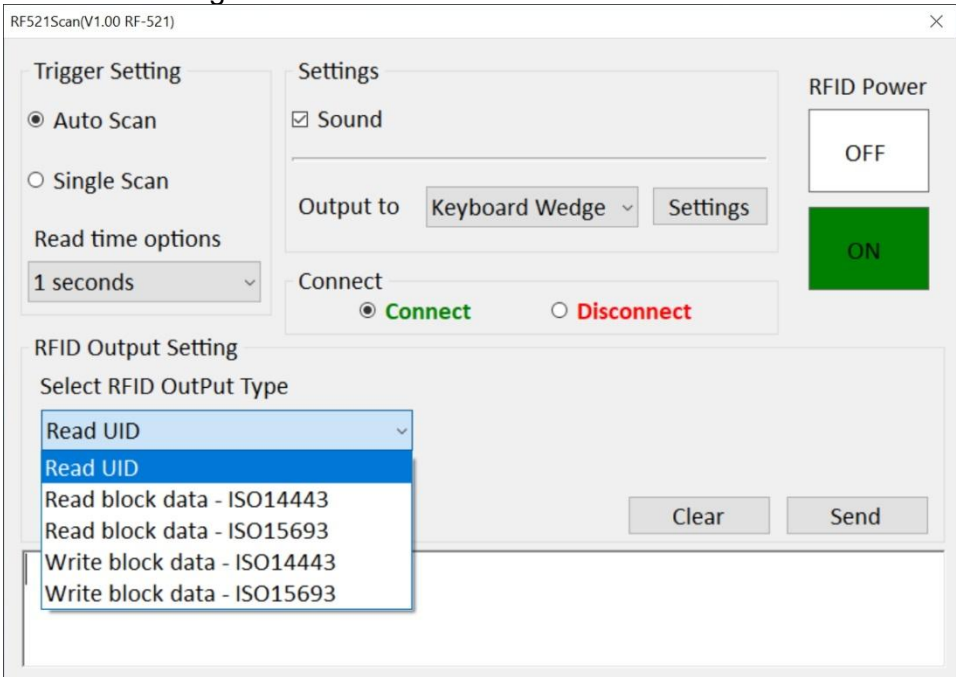 RF521Scan(V1.00 RF-521)
Trigger Setting
Auto Scan
Single Scan
Read time options
1 seconds
Settings
Sound
Output to Keyboard Wedge Settings
Connect
Connect Disconnect
RFID Power
OFF
ON
RFID Output Setting
Select RFID OutPut Type
Read UID
Read UID
Read block data - ISO14443
Read block data - ISO15693
Write block data - ISO14443
Write block data - ISO15693
Clear Send